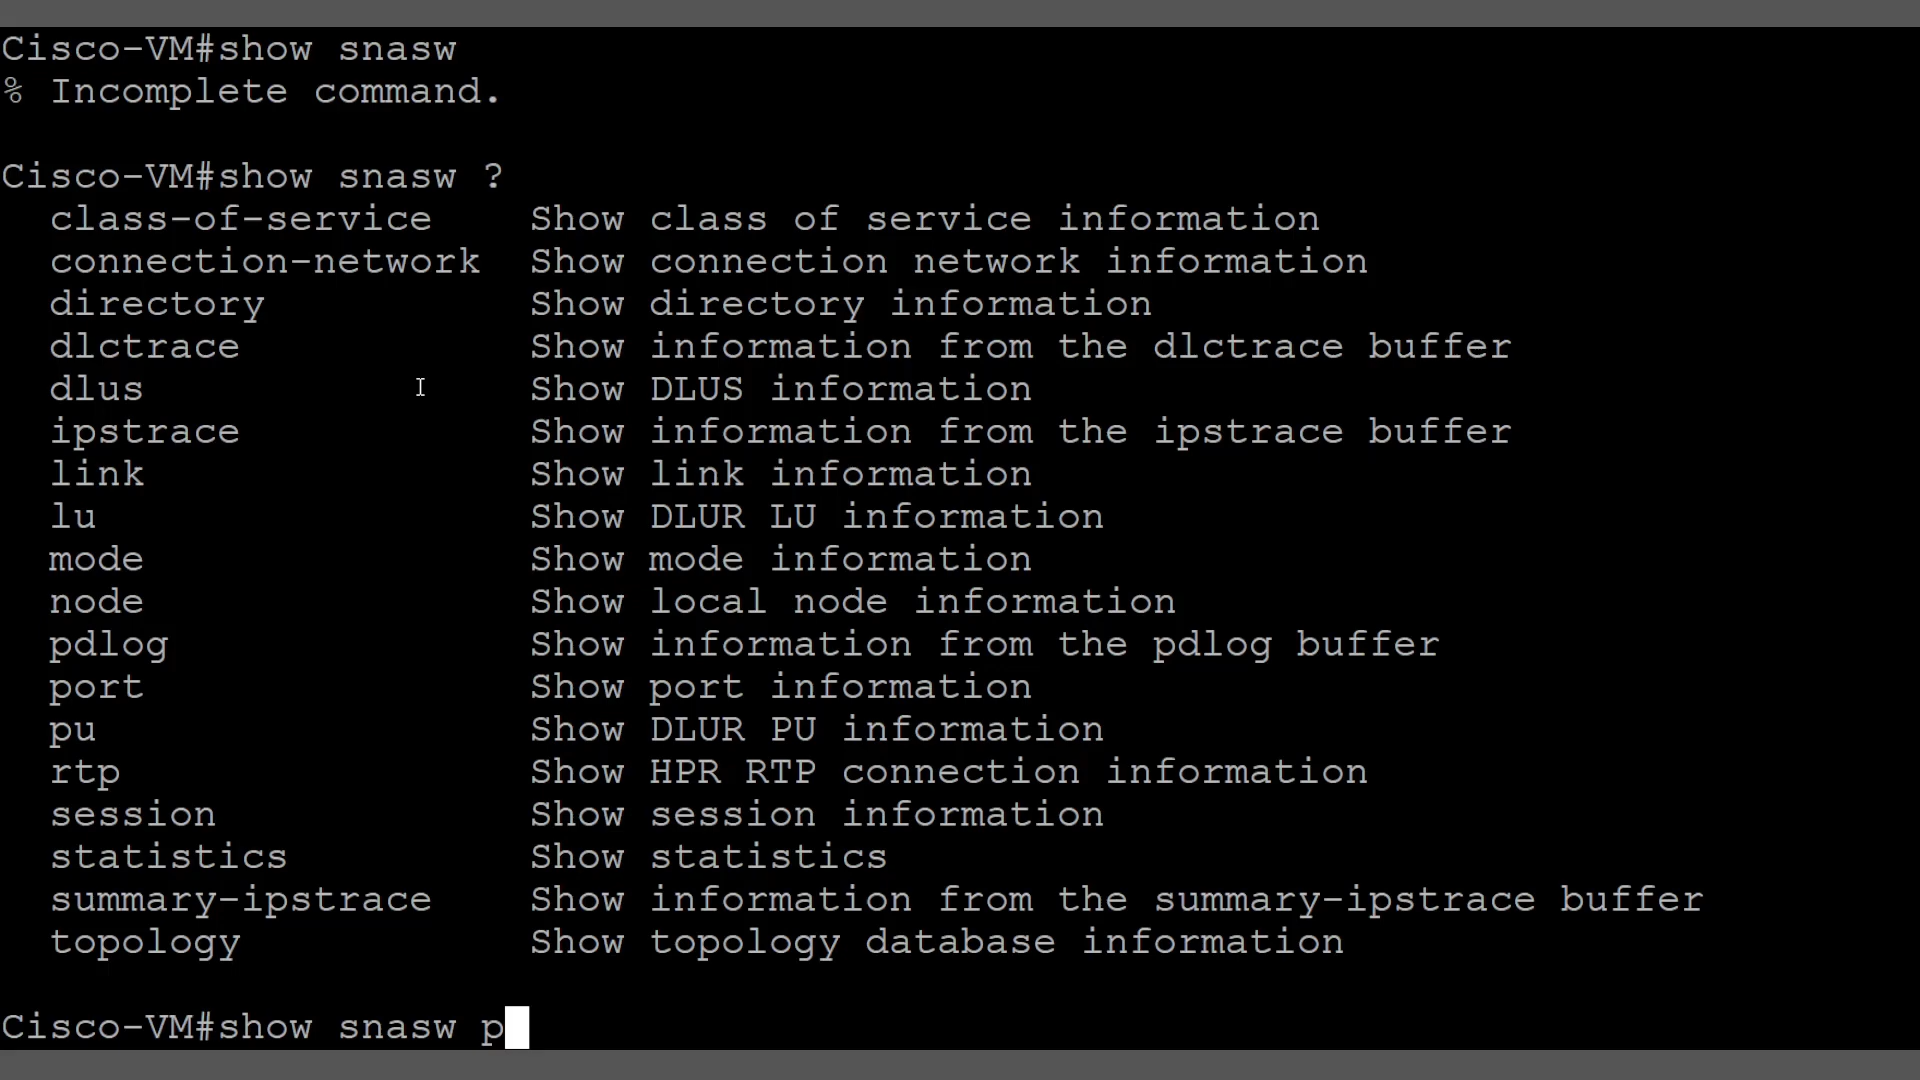 Cisco-VM#show snasw
% Incomplete command.
Cisco-VM#show snasw ?
class-of-service Show class of service information
connection-network Show connection network information
directory Show directory information
dlctrace Show information from the dlctrace buffer
dlus Show DLUS information
ipstrace Show information from the ipstrace buffer
link Show link information
lu Show DLUR LU information
mode Show mode information
node Show local node information
pdlog Show information from the pdlog buffer
port Show port information
pu Show DLUR PU information
rtp Show HPR RTP connection information
session Show session information
statistics Show statistics
summary-ipstrace Show information from the summary-ipstrace buffer
topology Show topology database information
Cisco-VM#show snasw p